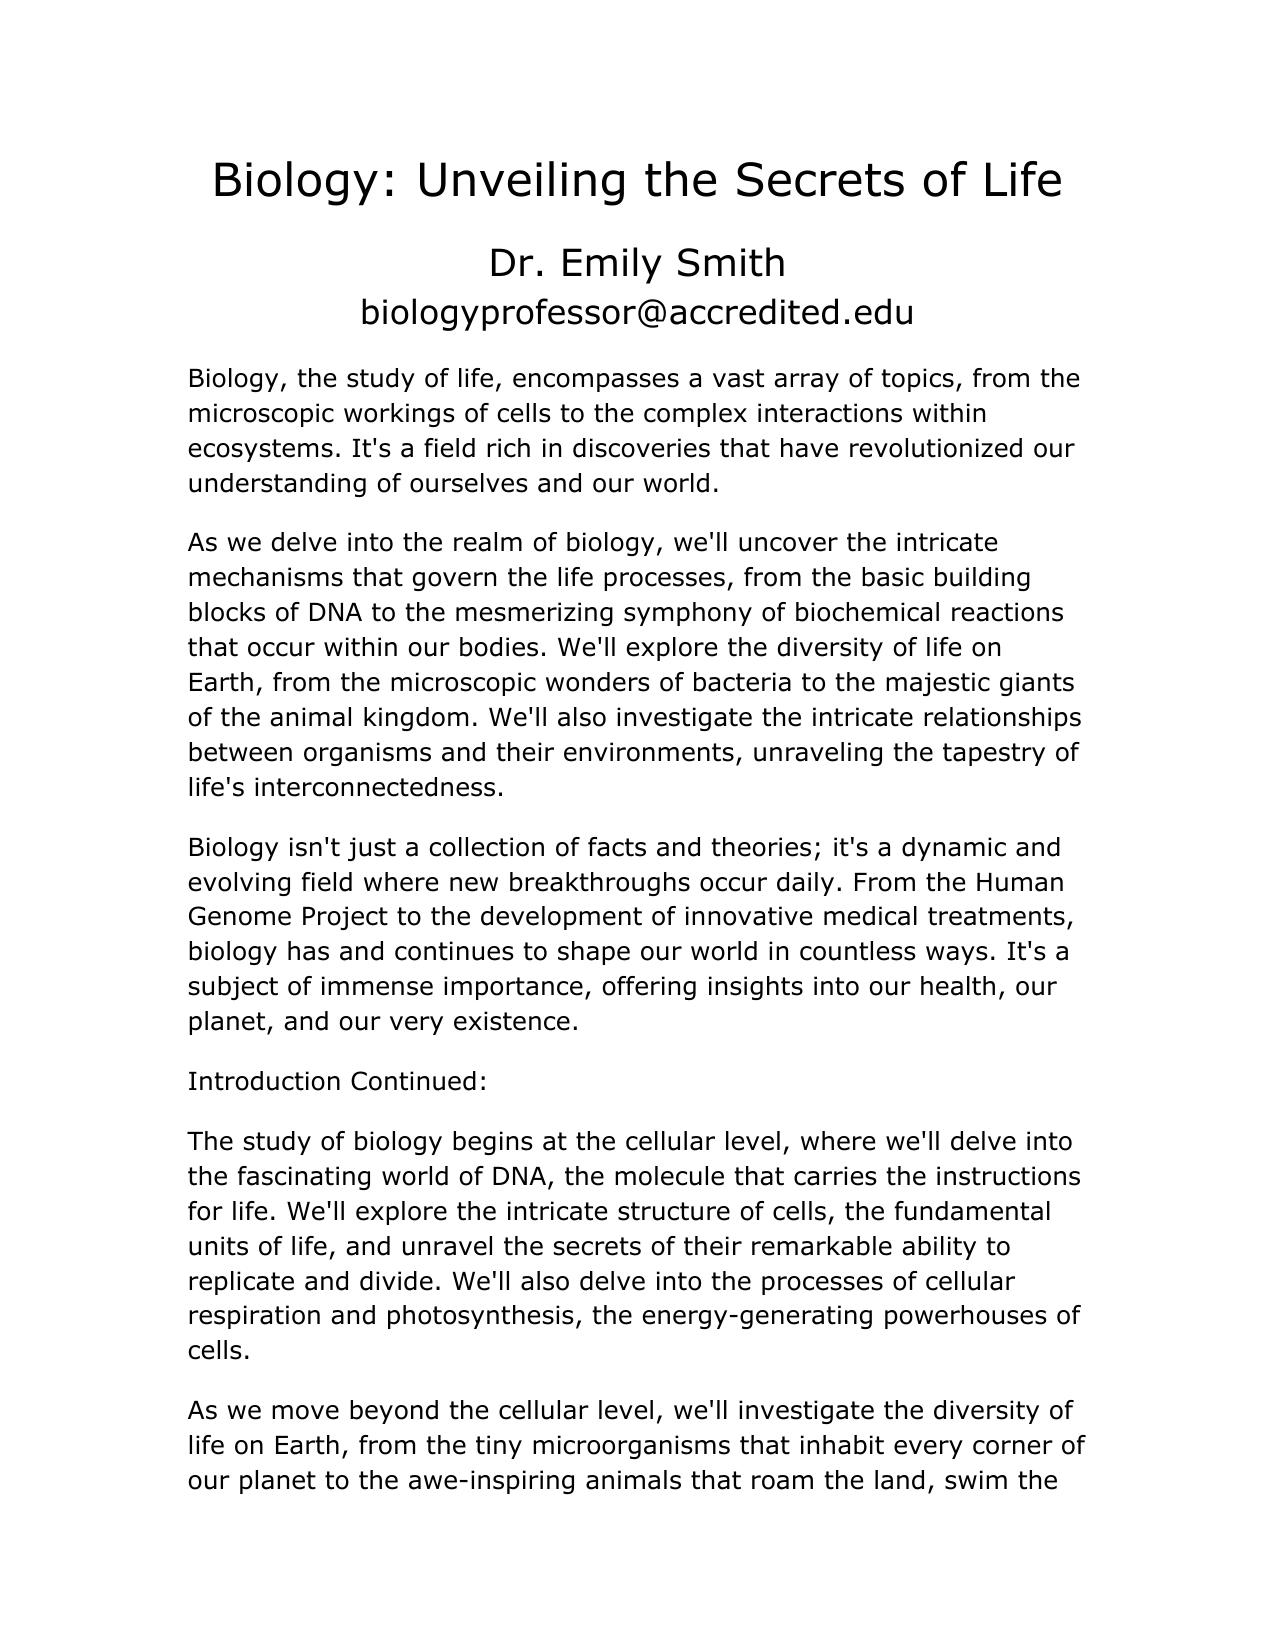 Biology: Unveiling the Secrets of Life
Dr. Emily Smith
biologyprofessor@accredited.edu
Biology, the study of life, encompasses a vast array of topics, from the
microscopic workings of cells to the complex interactions within
ecosystems. It's a field rich in discoveries that have revolutionized our
understanding of ourselves and our world.
As we delve into the realm of biology, we'll uncover the intricate
mechanisms that govern the life processes, from the basic building
blocks of DNA to the mesmerizing symphony of biochemical reactions
that occur within our bodies. We'll explore the diversity of life on
Earth, from the microscopic wonders of bacteria to the majestic giants
of the animal kingdom. We'll also investigate the intricate relationships
between organisms and their environments, unraveling the tapestry of
life's interconnectedness.
Biology isn't just a collection of facts and theories; it's a dynamic and
evolving field where new breakthroughs occur daily. From the Human
Genome Project to the development of innovative medical treatments,
biology has and continues to shape our world in countless ways. It's a
subject of immense importance, offering insights into our health, our
planet, and our very existence.
Introduction Continued:
The study of biology begins at the cellular level, where we'll delve into
the fascinating world of DNA, the molecule that carries the instructions
for life. We'll explore the intricate structure of cells, the fundamental
units of life, and unravel the secrets of their remarkable ability to
replicate and divide. We'll also delve into the processes of cellular
respiration and photosynthesis, the energy-generating powerhouses of
cells.
As we move beyond the cellular level, we'll investigate the diversity of
life on Earth, from the tiny microorganisms that inhabit every corner of
our planet to the awe-inspiring animals that roam the land, swim the